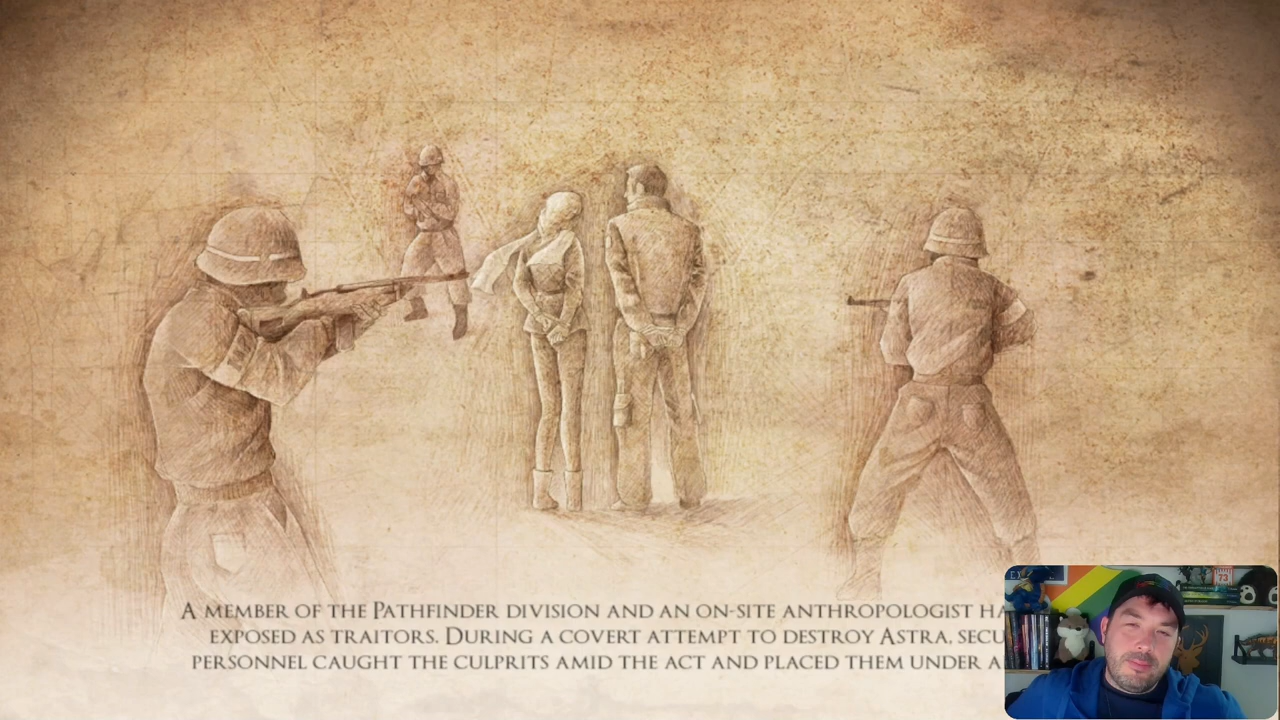 A MEMBER OF THE PATHFINDER DIVISION AND AN ON-SITE ANTHROPOLOGIST
EXPOSED AS TRAITORS. DURING A COVERT ATTEMPT TO DESTROY ASTRA,
PERSONNEL CAUGHT THE CULPRITS AMID THE ACT AND PLACED THEM UNDER
73